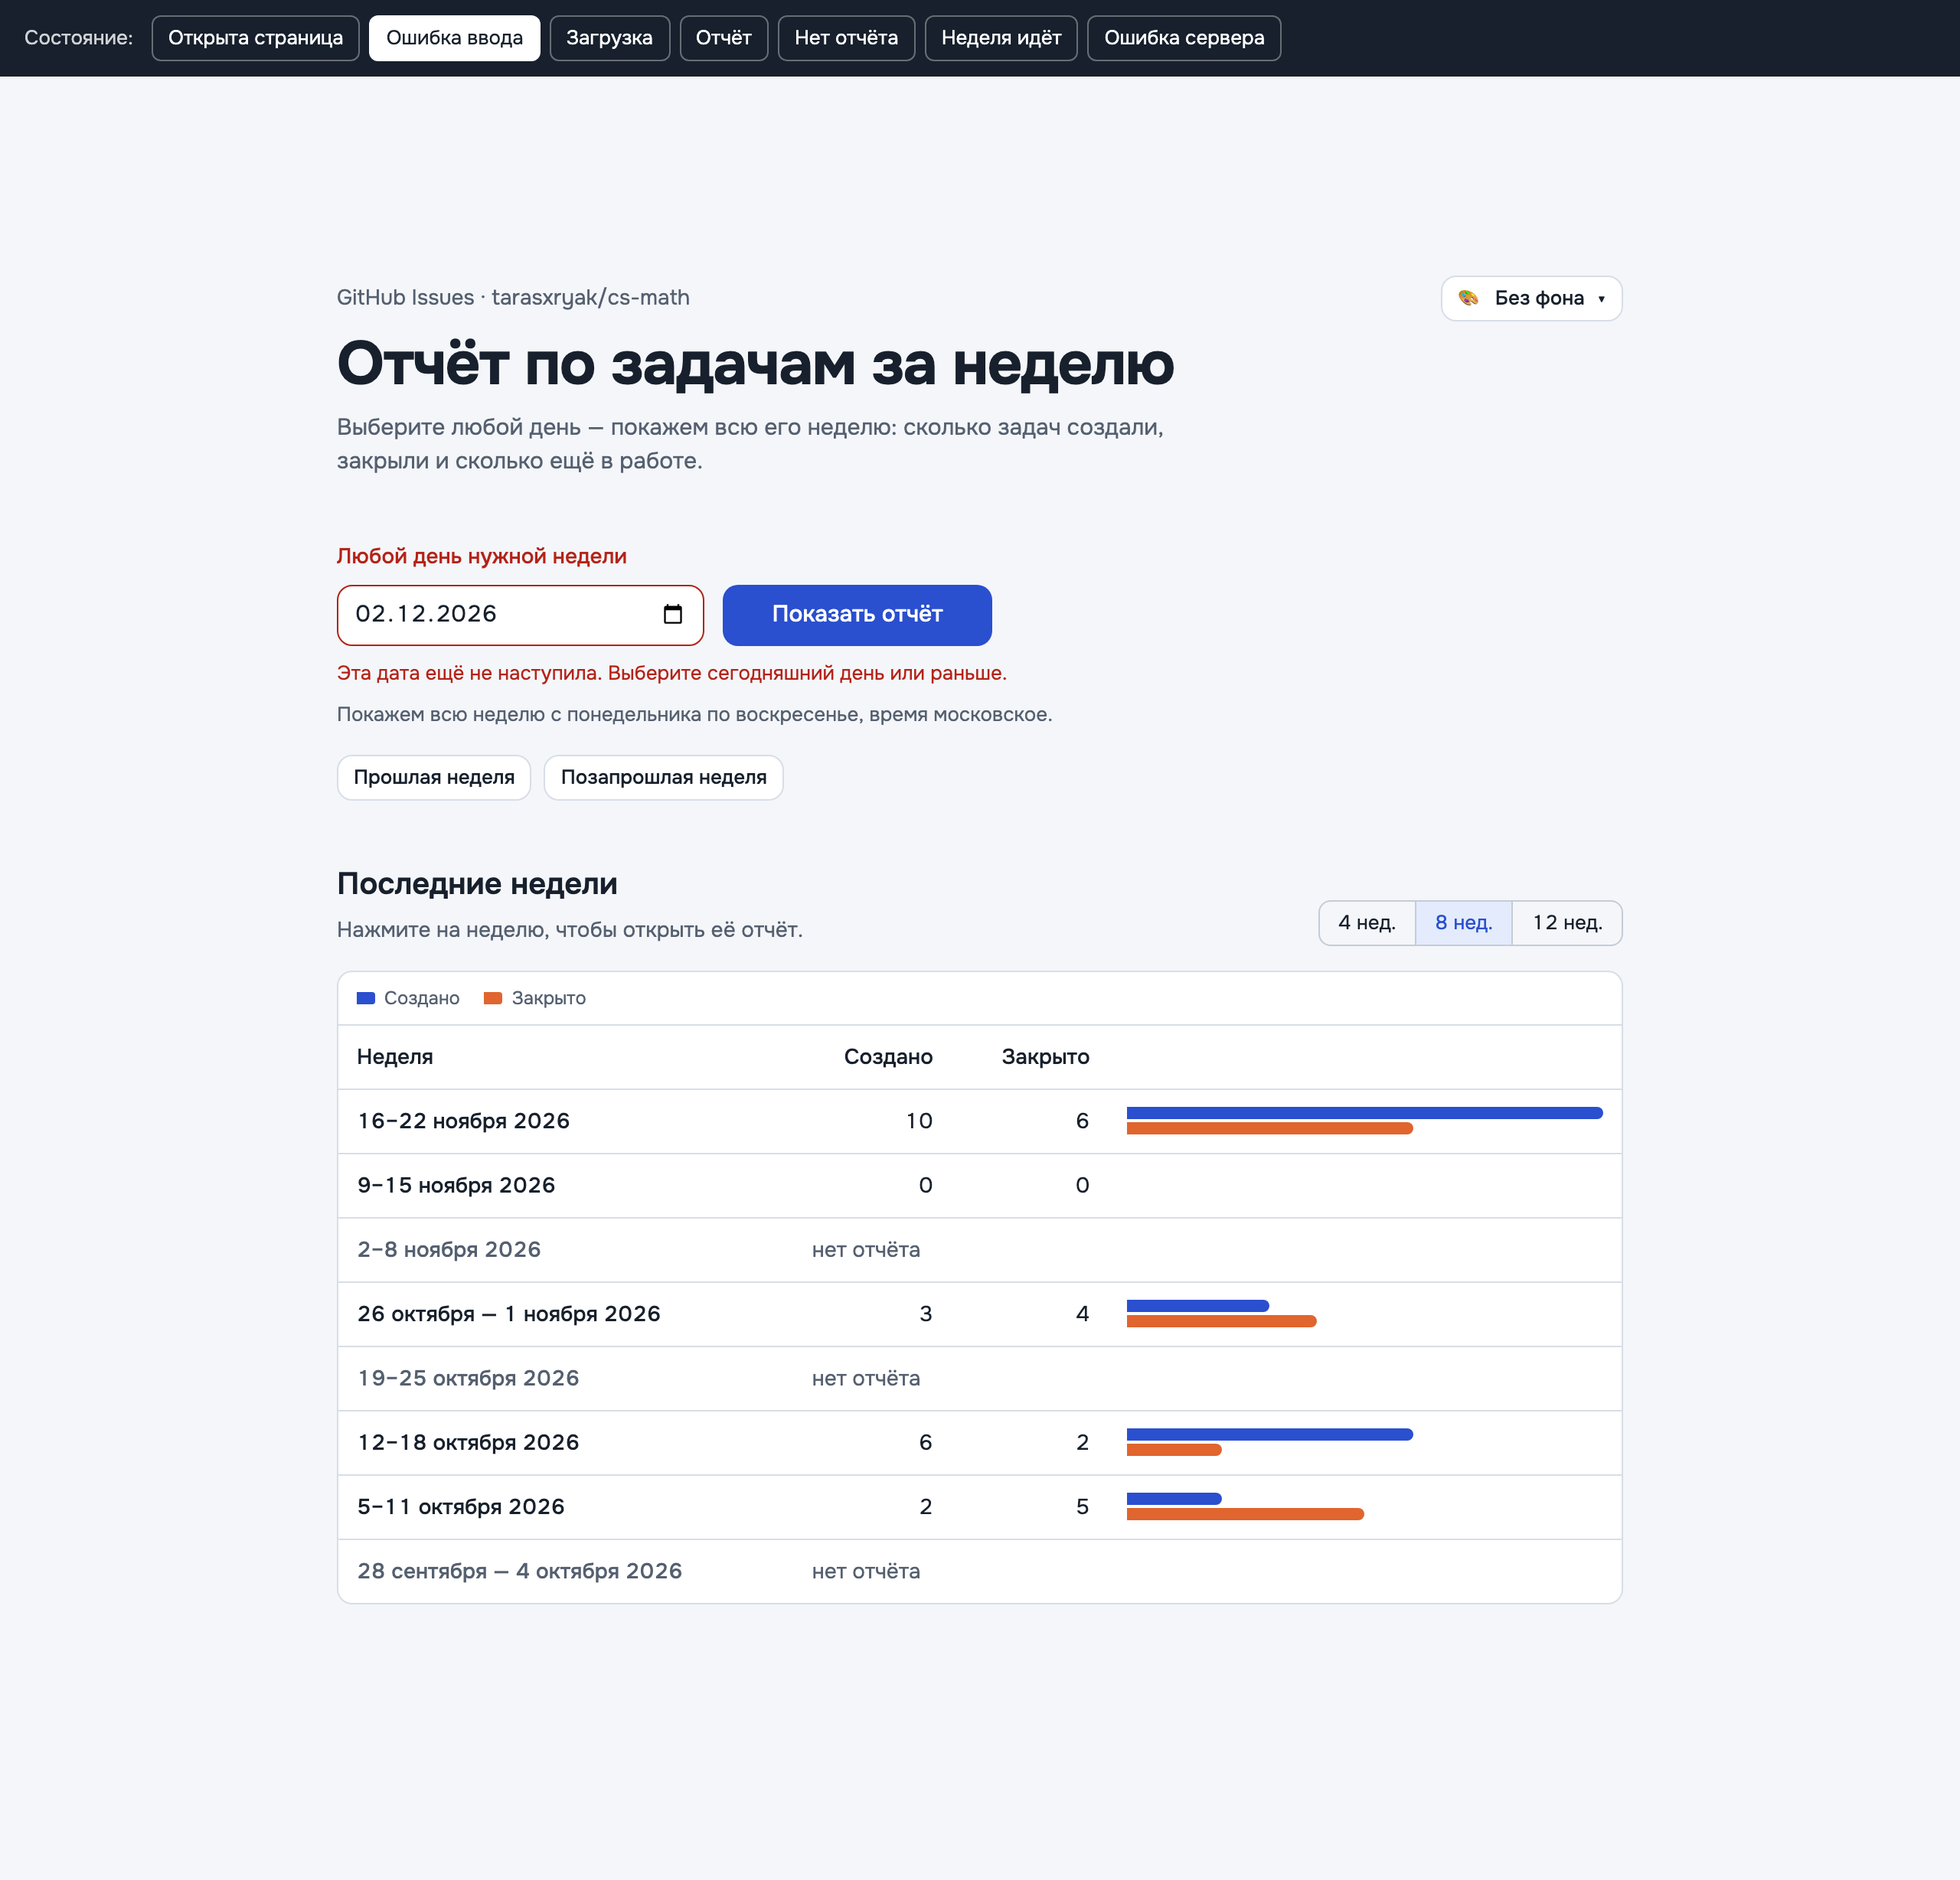 Состояние: Открыта страница Ошибка ввода Загрузка Отчёт Нет отчёта Неделя идёт Ошибка сервера
GitHub Issues · tarasxryak/cs-math
Без фона
Отчёт по задачам за неделю
Выберите любой день — покажем всю его неделю: сколько задач создали,
закрыли и сколько ещё в работе.
Любой день нужной недели
02.12.2026
Показать отчёт
Эта дата ещё не наступила. Выберите сегодняшний день или раньше.
Покажем всю неделю с понедельника по воскресенье, время московское.
Прошлая неделя Позапрошлая неделя
Последние недели
Нажмите на неделю, чтобы открыть её отчёт.
4 нед. 8 нед. 12 нед.
Создано Закрыто
Неделя Создано Закрыто
16–22 ноября 2026 10 6
9–15 ноября 2026 0 0
2–8 ноября 2026 нет отчёта
26 октября — 1 ноября 2026 3 4
19–25 октября 2026 нет отчёта
12–18 октября 2026 6 2
5–11 октября 2026 2 5
28 сентября — 4 октября 2026 нет отчёта